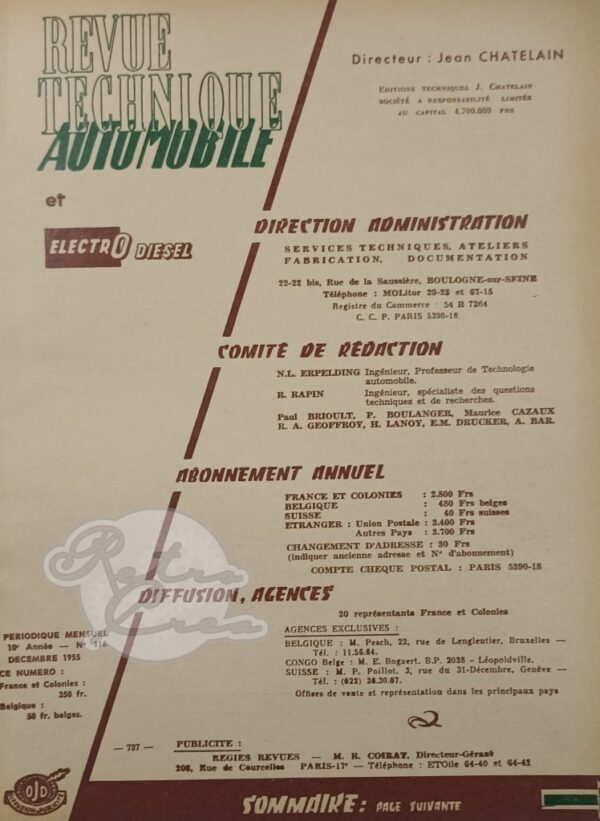 REVUE
TECHNIQUE
AUTOMOBILE
et
ELECTRO DIESEL
Directeur : Jean CHATELAIN
EDITIONS TECHNIQUES J. CHATELAIN
SOCIÉTÉ A RESPONSABILITÉ LIMITÉE
AU CAPITAL 4.700.000 FRS
DIRECTION ADMINISTRATION
SERVICES TECHNIQUES, ATELIERS
FABRICATION, DOCUMENTATION
22-22 bis, Rue de la Saussière, BOULOGNE-sur-SEINE
Téléphone : MOLitor 29-23 et 67-15
Registre du Commerce · 54 B 7264
C. C. P. PARIS 5390-18
COMITÉ DE RÉDACTION
N.L. ERPELDING Ingénieur, Professeur de Technologie
automobile.
R. RAPIN Ingénieur, spécialiste des questions
techniques et de recherches.
Paul BRIOULT, P. BOULANGER, Maurice CAZAUX
R. A. GEOFFROY, H. LANOY, E.M. DRUCKER, A. BAR.
ABONNEMENT ANNUEL
FRANCE ET COLONIES : 2.800 Frs
BELGIQUE : 480 Frs belges
SUISSE : 40 Frs suisses
ETRANGER : Union Postale : 3.400 Frs
Autres Pays : 3.700 Frs
CHANGEMENT D'ADRESSE : 30 Frs
(indiquer ancienne adresse et N° d'abonnement)
COMPTE CHEQUE POSTAL : PARIS 5390-18
Retro
Crea
DIFFUSION, AGENCES
20 représentants France et Colonies
AGENCES EXCLUSIVES :
BELGIQUE : M. Pesch, 22, rue de Lenglentier, Bruxelles —
Tél. : 11.56.64.
CONGO Belge : M. E. Bogaert. B.P. 2035 - Léopoldville.
SUISSE : M. P. Poillot, 3, rue du 31-Décembre, Genève —
Tél. : (022) 36.30.07.
Offices de vente et représentation dans les principaux pays
PERIODIQUE MENSUEL
10e Année — N° 116
DECEMBRE 1955
CE NUMERO :
France et Colonies :
250 fr.
Belgique :
50 fr. belges.
— 737 —
PUBLICITE :
REGIES REVUES — M. R. COIRAT, Directeur-Gérant
206, Rue de Courcelles PARIS-17e — Téléphone : ETOile 64-40 et 64-41
OJD
SOMMAIRE : PAGE SUIVANTE